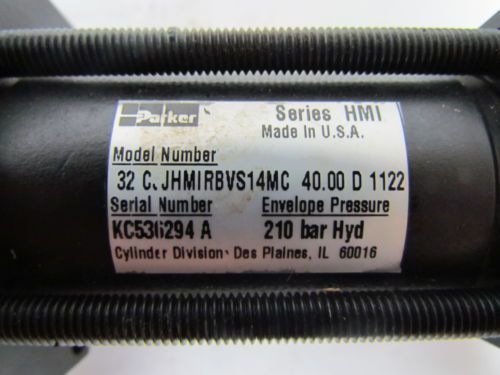 Parker
Series HMI
Made In U.S.A.
Model Number
32 C.JHMIRBVS14MC 40.00 D 1122
Serial Number Envelope Pressure
KC536294 A 210 bar Hyd
Cylinder Division: Des Plaines, IL 60016